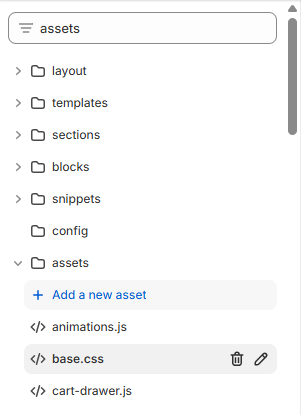 assets
layout
templates
sections
blocks
snippets
config
assets
+ Add a new asset
</> animations.js
</> base.css
</> cart-drawer.js